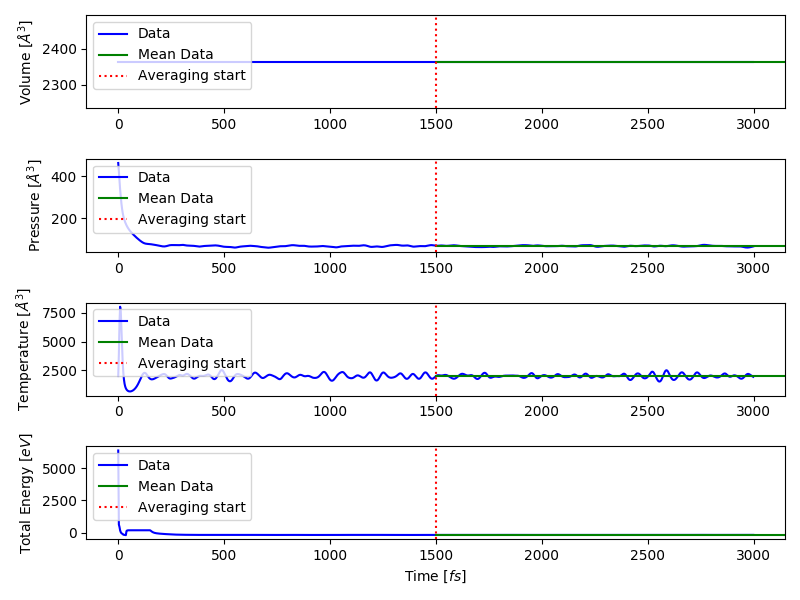 Volume [Å³]
2400
2300
Data
Mean Data
Averaging start
0 500 1000 1500 2000 2500 3000
Pressure [Å³]
400
200
Data
Mean Data
Averaging start
0 500 1000 1500 2000 2500 3000
Temperature [Å³]
7500
5000
2500
Data
Mean Data
Averaging start
0 500 1000 1500 2000 2500 3000
Total Energy [eV]
5000
2500
0
Data
Mean Data
Averaging start
0 500 1000 1500 2000 2500 3000
Time [fs]